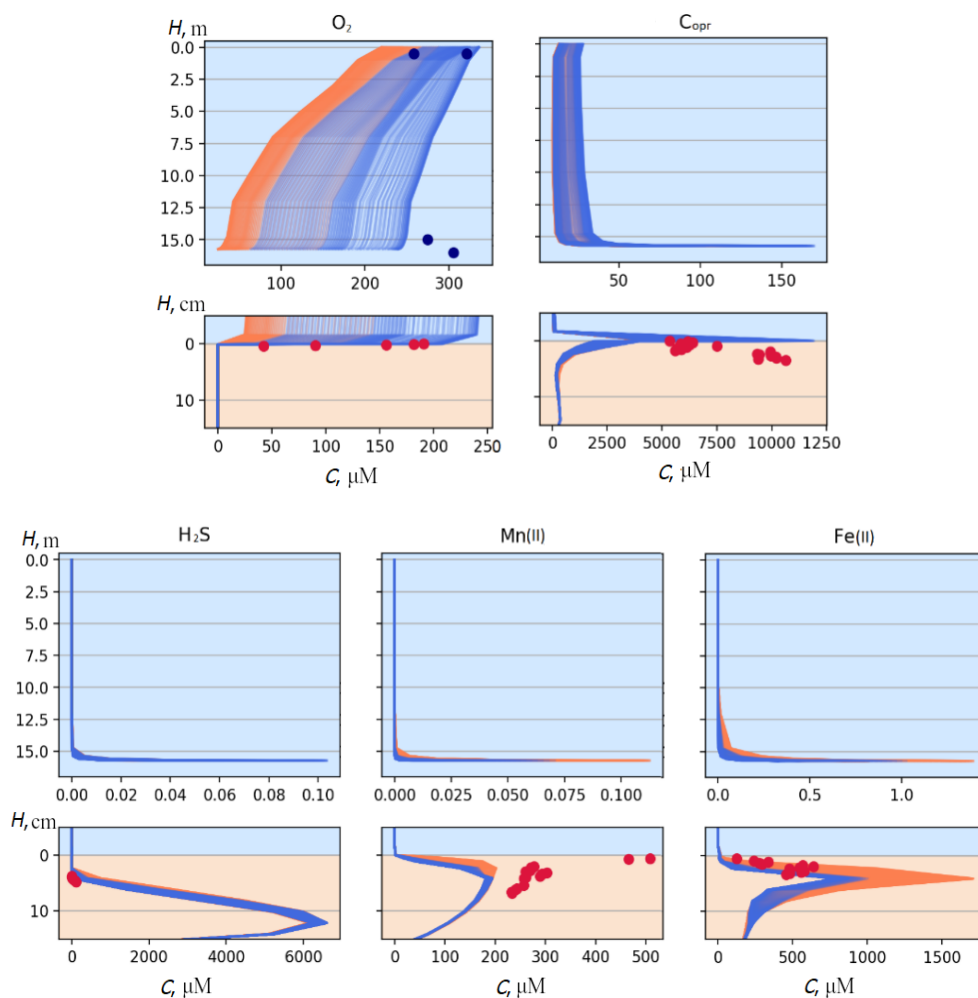 O₂ C_opr
H, m
0.0
2.5
5.0
7.5
10.0
12.5
15.0
100 200 300 50 100 150
H, cm
0
10
0 50 100 150 200 250 0 2500 5000 7500 10000 1250
C, μM C, μM
H₂S Mn(II) Fe(II)
H, m
0.0
2.5
5.0
7.5
10.0
12.5
15.0
0.00 0.02 0.04 0.06 0.08 0.10 0.000 0.025 0.050 0.075 0.100 0.0 0.5 1.0
H, cm
0
10
0 2000 4000 6000 0 100 200 300 400 500 0 500 1000 1500
C, μM C, μM C, μM